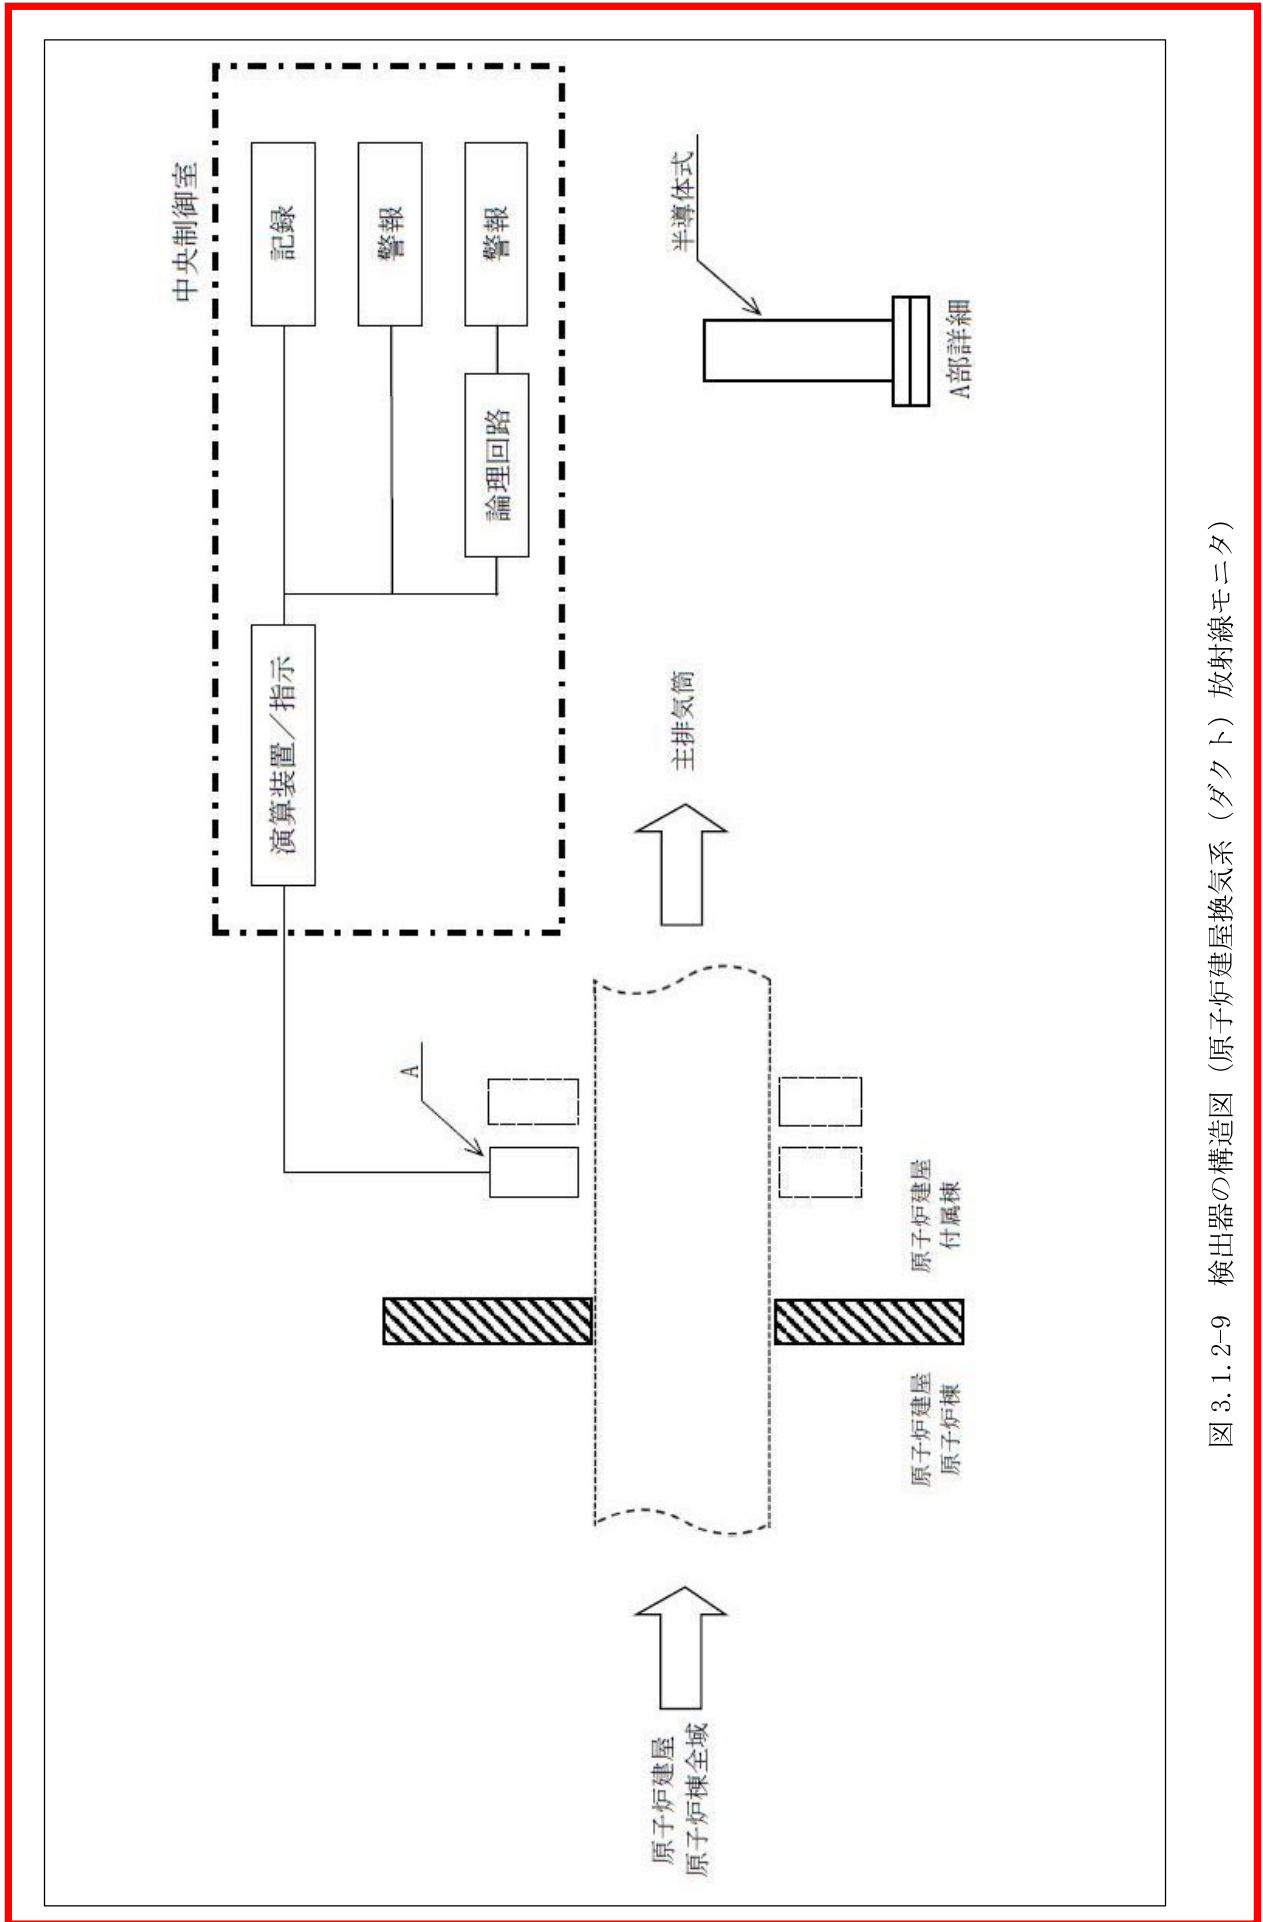 中央制御室
記録
警報
警報
論理回路
演算装置／指示
A
半導体式
A部詳細
主排気筒
原子炉建屋
付属棟
原子炉建屋
原子炉棟
原子炉建屋
原子炉棟全域
図 3.1.2-9　検出器の構造図（原子炉建屋換気系（ダクト）放射線モニタ）